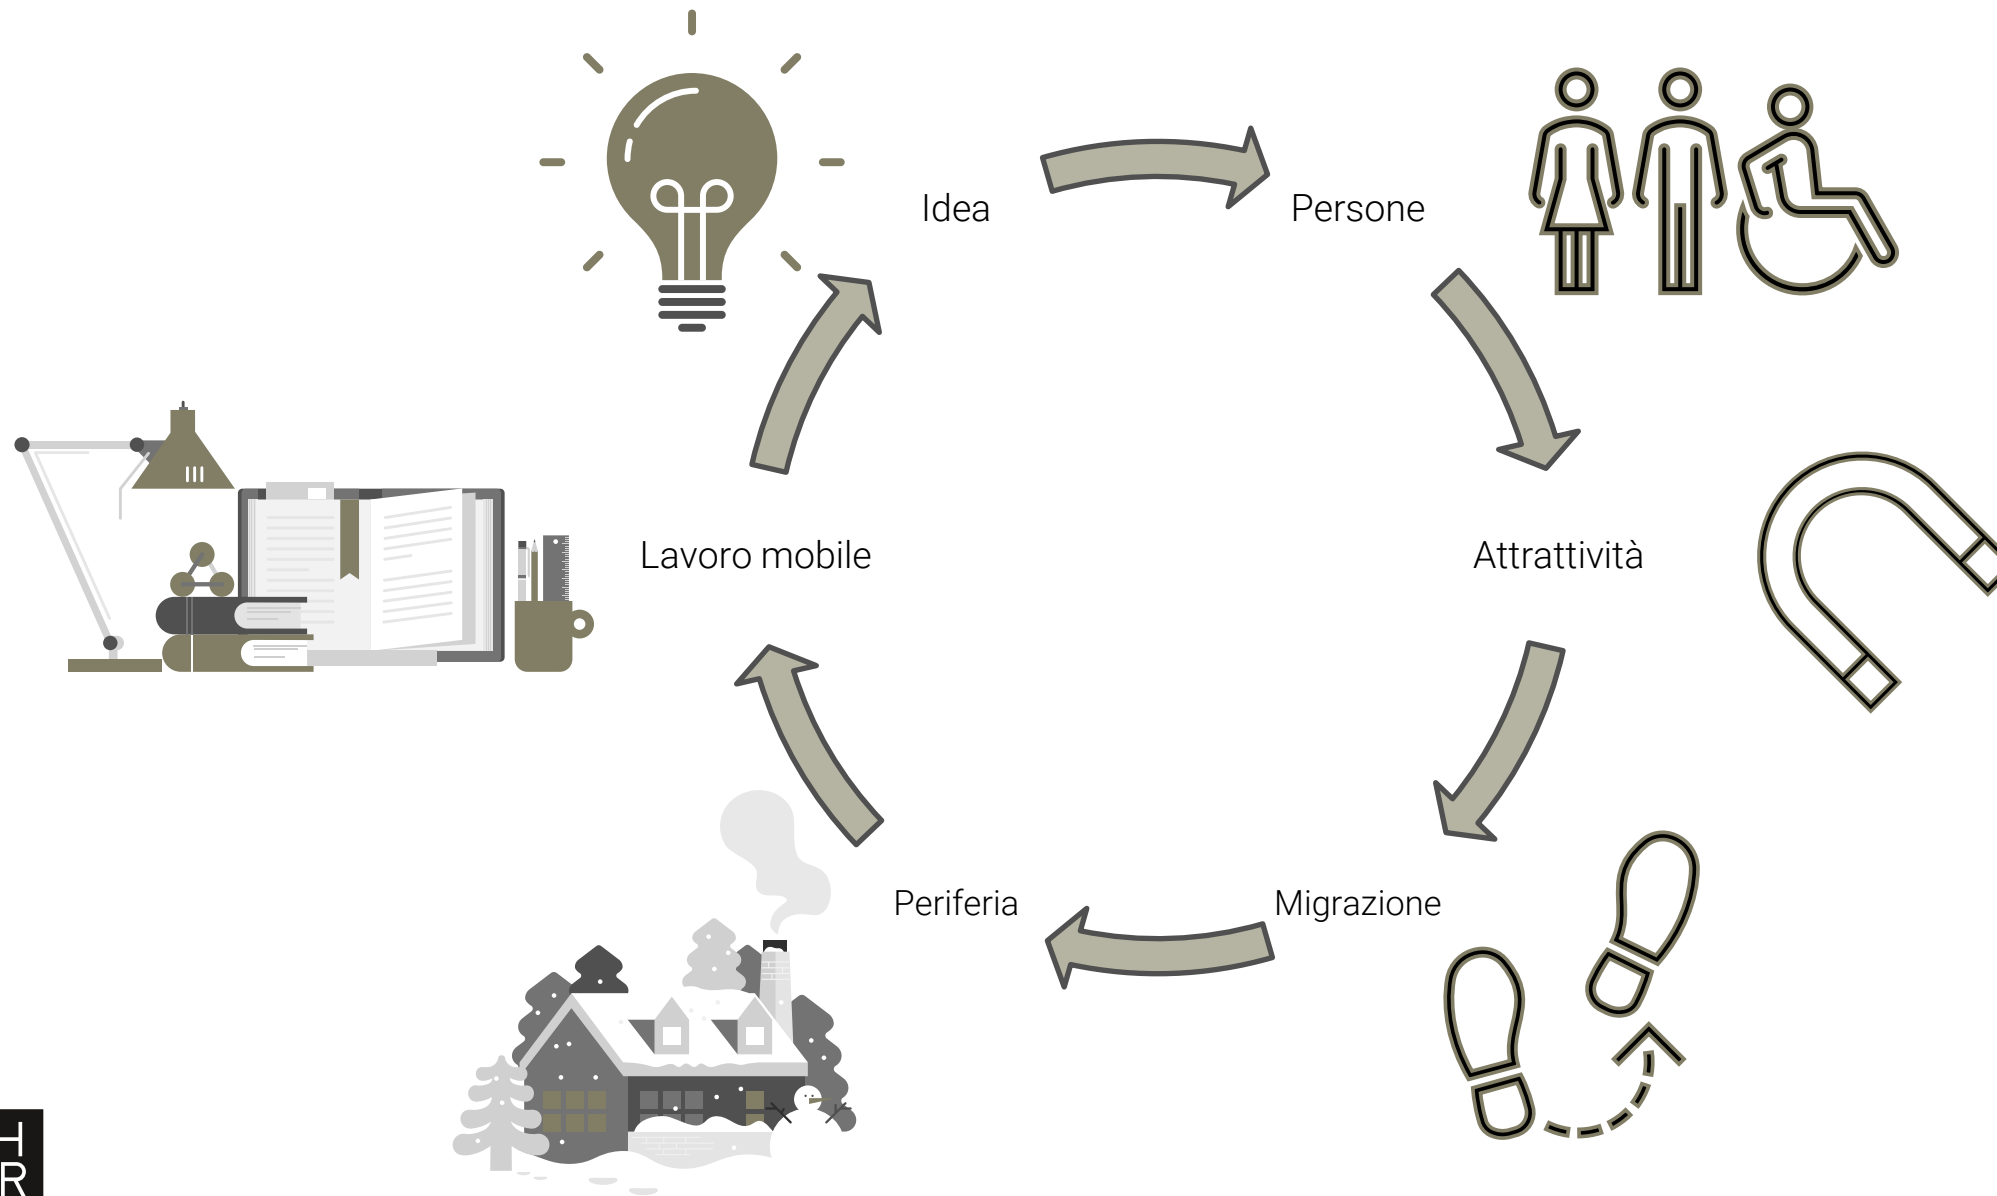 Idea
Persone
Lavoro mobile
Attrattività
Periferia
Migrazione
H
R